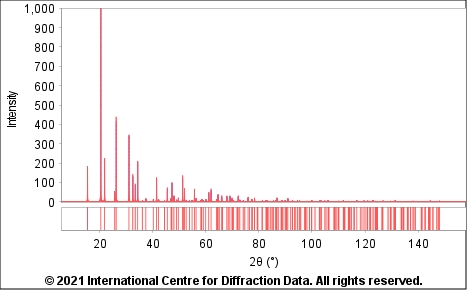 1,000
900
800
700
600
500
400
300
200
100
0
Intensity
20 40 60 80 100 120 140
2θ (°)
© 2021 International Centre for Diffraction Data. All rights reserved.